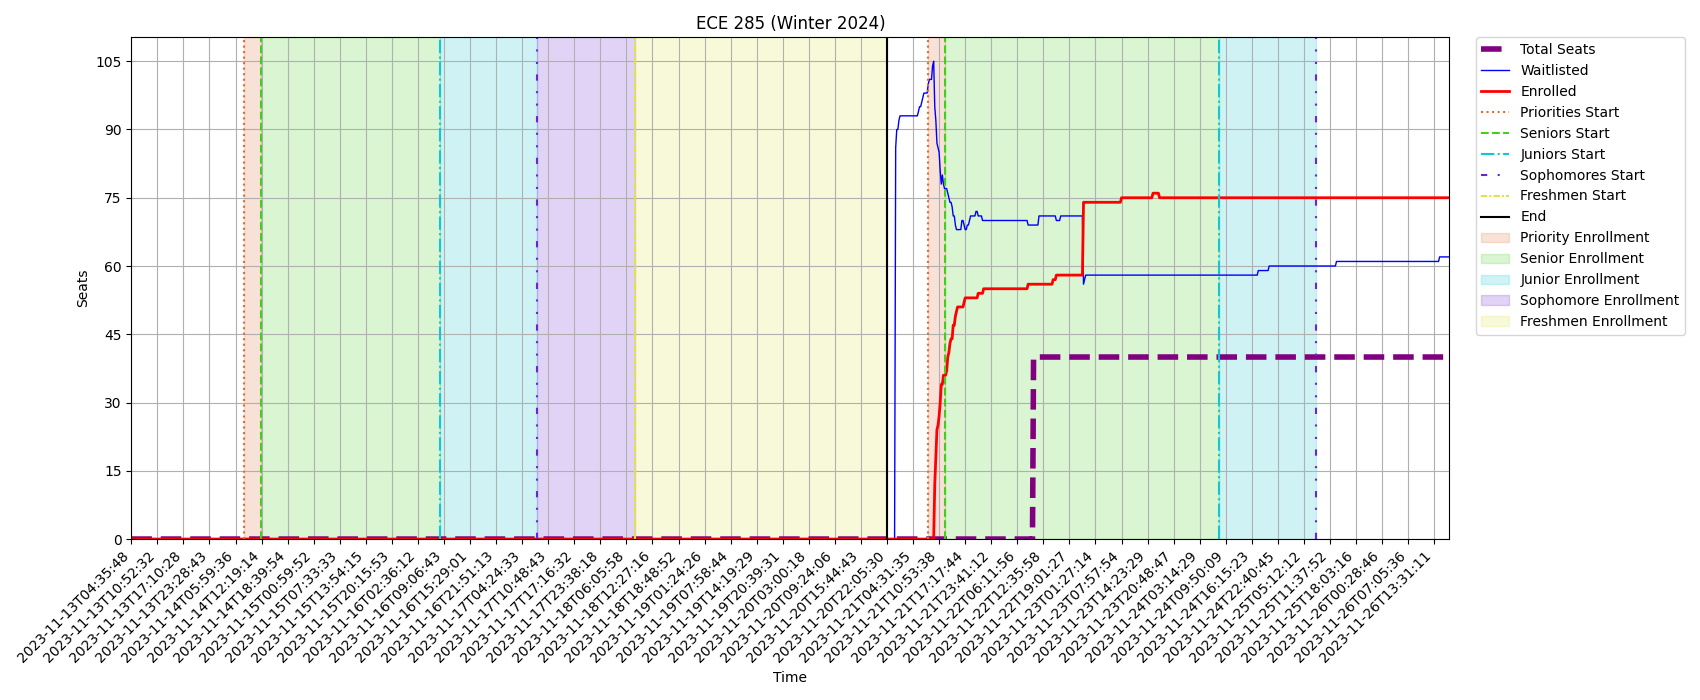 ECE 285 (Winter 2024)
105
90
75
60
45
30
15
0
Seats
2023-11-13T04:35:48
2023-11-13T10:52:32
2023-11-13T17:10:28
2023-11-13T23:28:43
2023-11-14T05:59:36
2023-11-14T12:19:14
2023-11-14T18:39:54
2023-11-15T00:59:52
2023-11-15T07:33:33
2023-11-15T13:54:15
2023-11-15T20:15:53
2023-11-16T02:36:12
2023-11-16T09:06:43
2023-11-16T15:29:01
2023-11-16T21:51:13
2023-11-17T04:24:33
2023-11-17T10:48:43
2023-11-17T17:16:32
2023-11-17T23:38:18
2023-11-18T06:05:58
2023-11-18T12:27:16
2023-11-18T18:48:52
2023-11-19T01:24:26
2023-11-19T07:58:44
2023-11-19T14:19:29
2023-11-19T20:39:31
2023-11-20T03:00:18
2023-11-20T09:24:06
2023-11-20T15:44:43
2023-11-20T22:05:30
2023-11-21T04:31:35
2023-11-21T10:53:38
2023-11-21T17:17:44
2023-11-21T23:41:12
2023-11-22T06:11:56
2023-11-22T12:35:58
2023-11-22T19:01:27
2023-11-23T01:27:14
2023-11-23T07:57:54
2023-11-23T14:23:29
2023-11-23T20:48:47
2023-11-24T03:14:29
2023-11-24T09:50:09
2023-11-24T16:15:23
2023-11-24T22:40:45
2023-11-25T05:12:12
2023-11-25T11:37:52
2023-11-25T18:03:16
2023-11-26T00:28:46
2023-11-26T07:05:36
2023-11-26T13:31:11
Time
Total Seats
Waitlisted
Enrolled
Priorities Start
Seniors Start
Juniors Start
Sophomores Start
Freshmen Start
End
Priority Enrollment
Senior Enrollment
Junior Enrollment
Sophomore Enrollment
Freshmen Enrollment